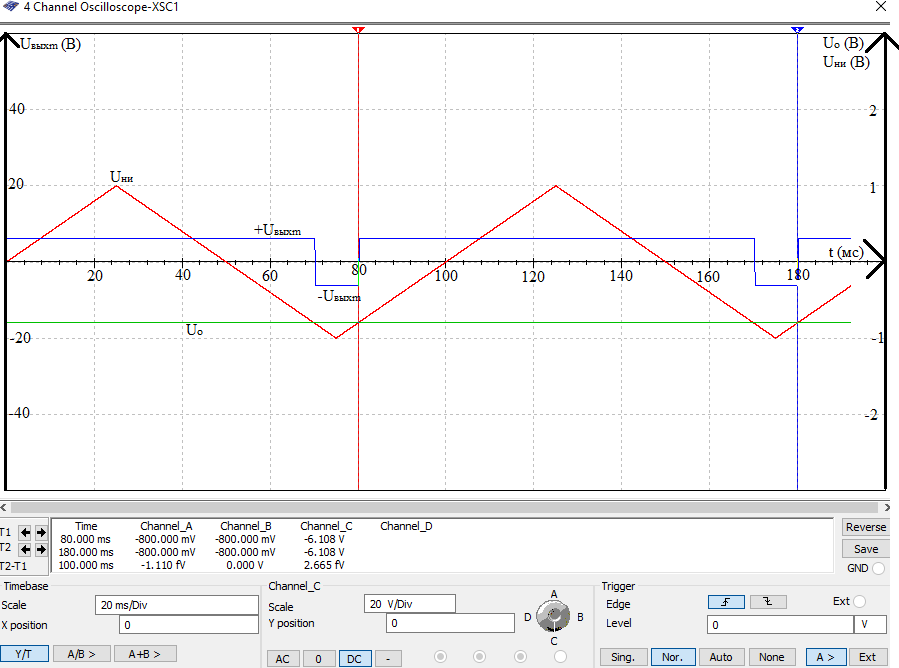 4 Channel Oscilloscope-XSC1
Uвыхm (В)
Uо (В)
Uни (В)
40
2
20
Uни
1
+Uвыхm
t (мс)
20
40
60
80
100
120
140
160
180
-Uвыхm
Uо
-20
-1
-40
-2
T1
T2
T2-T1
Time Channel_A Channel_B Channel_C Channel_D
80.000 ms -800.000 mV -800.000 mV -6.108 V
180.000 ms -800.000 mV -800.000 mV -6.108 V
100.000 ms -1.110 fV 0.000 V 2.665 fV
Reverse
Save
GND
Timebase
Scale 20 ms/Div
X position 0
Y/T A/B > A+B >
Channel_C
Scale 20 V/Div
Y position 0
AC 0 DC -
A
D B
C
Trigger
Edge Ext
Level 0 V
Sing. Nor. Auto None A > Ext